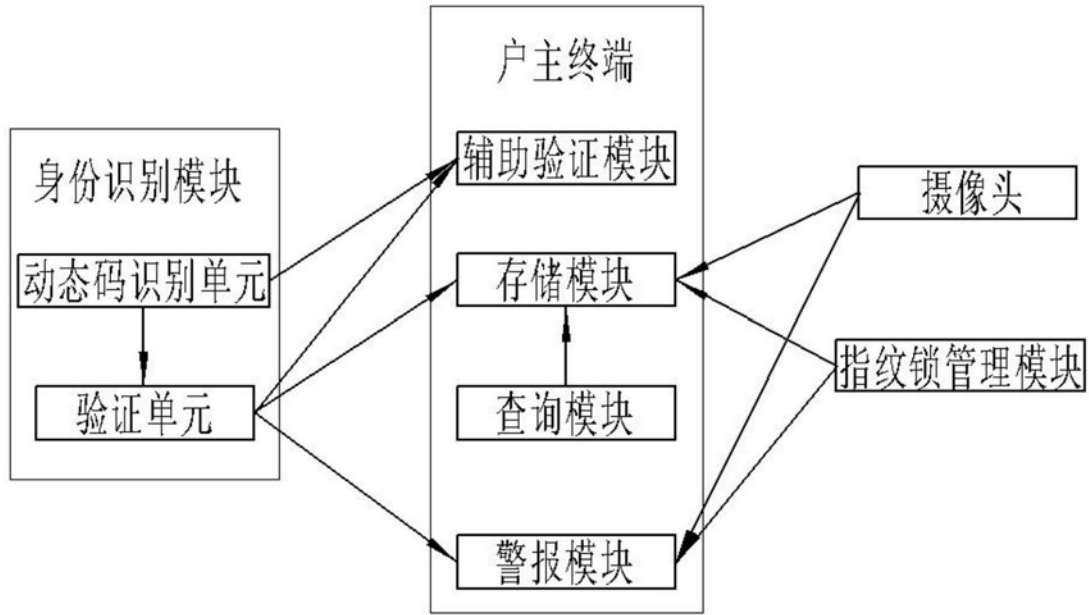 户主终端
辅助验证模块
身份识别模块
摄像头
动态码识别单元
存储模块
指纹锁管理模块
验证单元
查询模块
警报模块